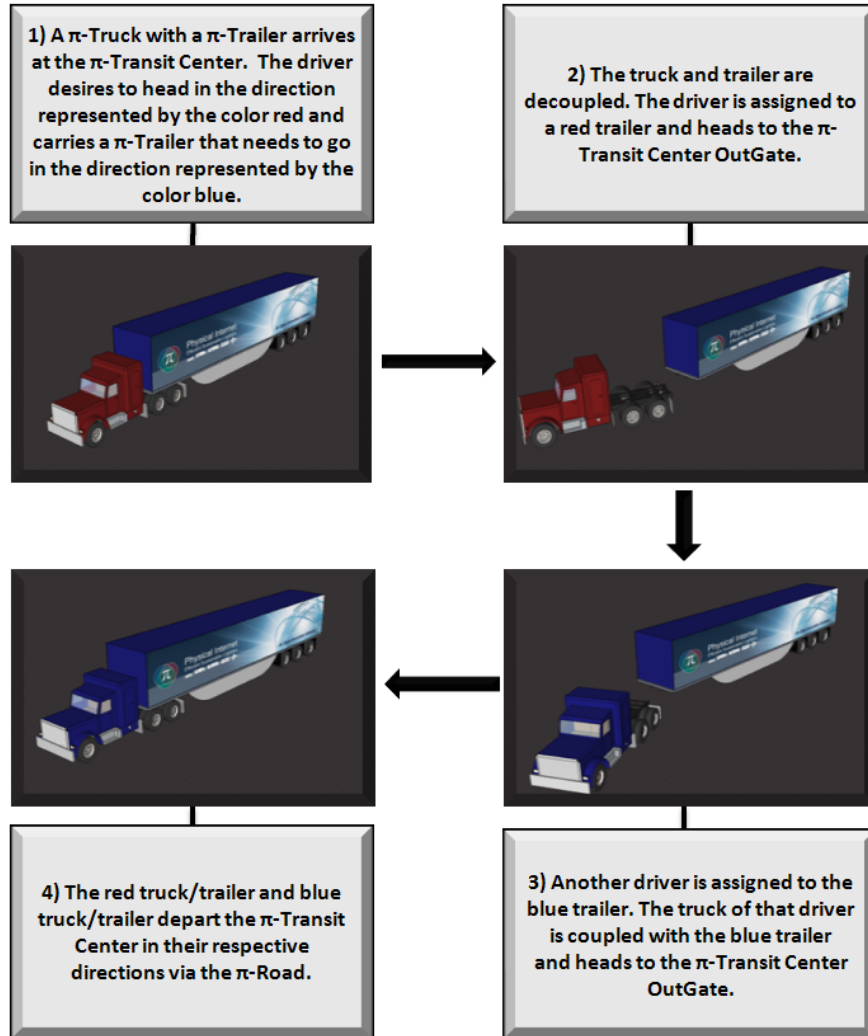 1) A π-Truck with a π-Trailer arrives
at the π-Transit Center. The driver
desires to head in the direction
represented by the color red and
carries a π-Trailer that needs to go
in the direction represented by the
color blue.
2) The truck and trailer are
decoupled. The driver is assigned to
a red trailer and heads to the π-
Transit Center OutGate.
π
Physical Internet
π
Physical Internet
π
Physical Internet
π
Physical Internet
3) Another driver is assigned to the
blue trailer. The truck of that driver
is coupled with the blue trailer
and heads to the π-Transit Center
OutGate.
4) The red truck/trailer and blue
truck/trailer depart the π-Transit
Center in their respective
directions via the π-Road.